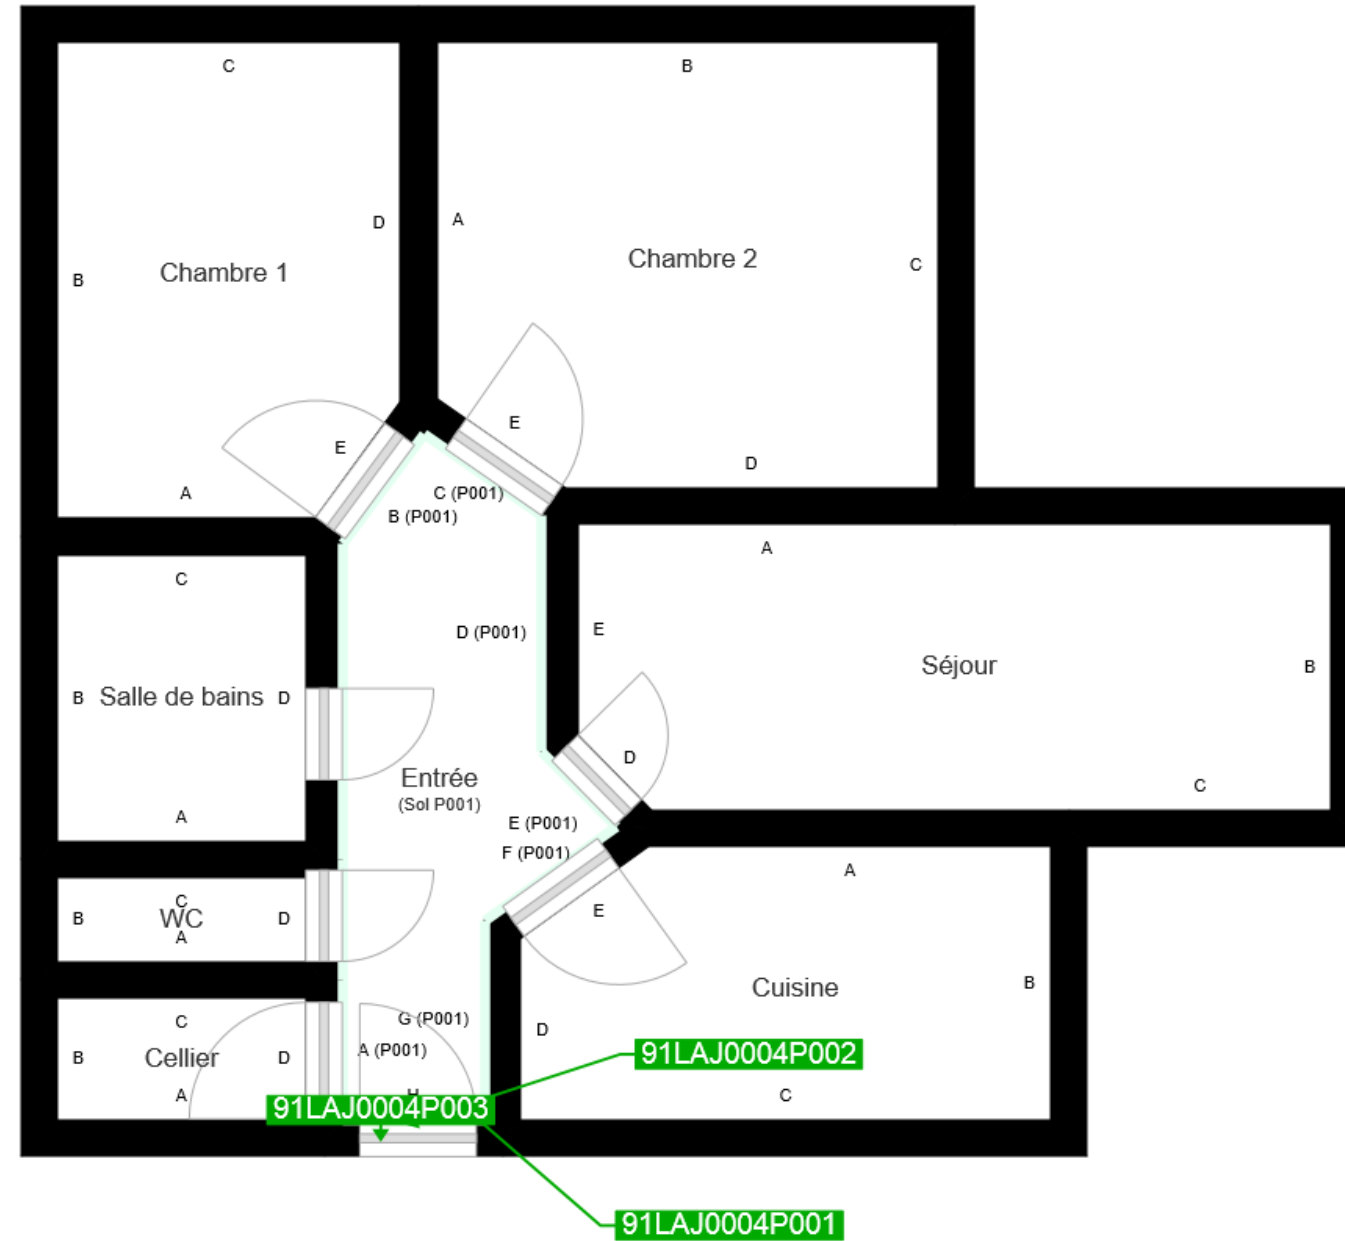 C
B
D
A
B
Chambre 1
Chambre 2
C
E
E
A
D
C (P001)
B (P001)
A
C
D (P001)
E
B
Salle de bains
D
Séjour
B
D
Entrée
(Sol P001)
C
A
E (P001)
F (P001)
A
C
B
WC
D
A
E
Cuisine
B
G (P001)
C
D
A (P001)
B
Cellier
D
91LAJ0004P002
A
H
C
91LAJ0004P003
91LAJ0004P001